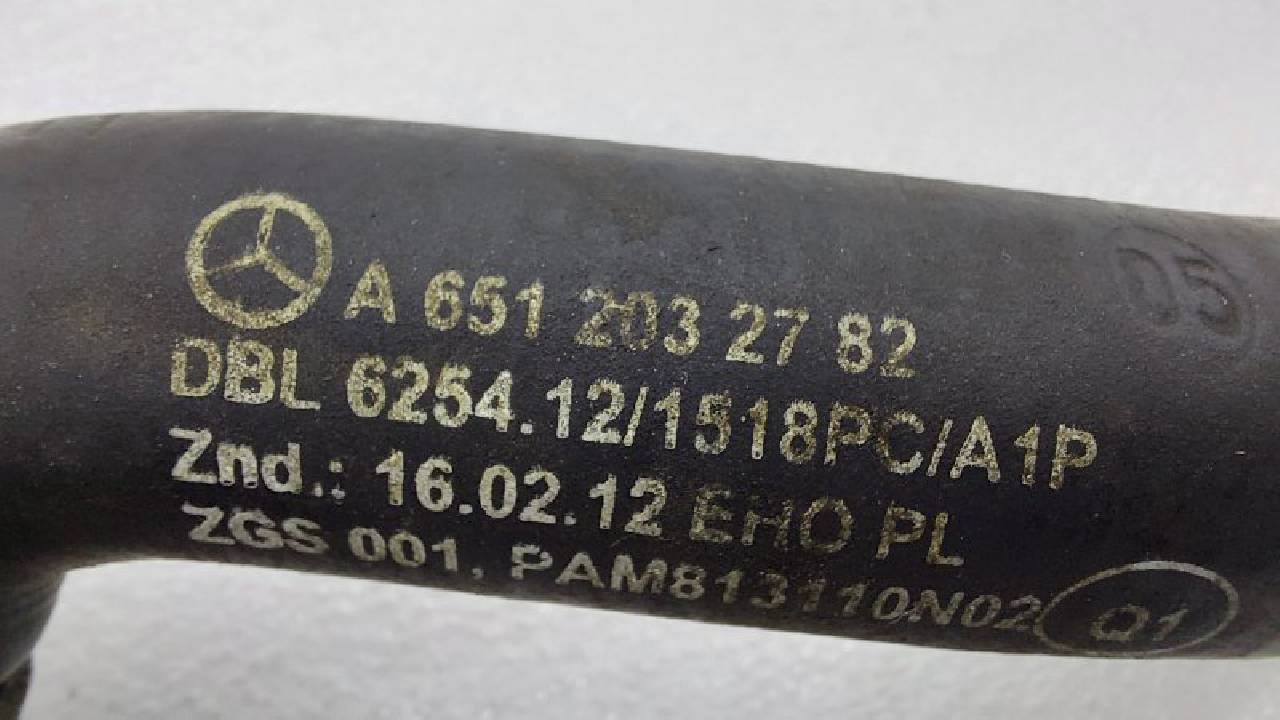 A 651 203 27 82
05
DBL 6254.12/1518PC/A1P
Znd.: 16.02.12 EHO PL
ZGS 001, PAM813110N02 Q1